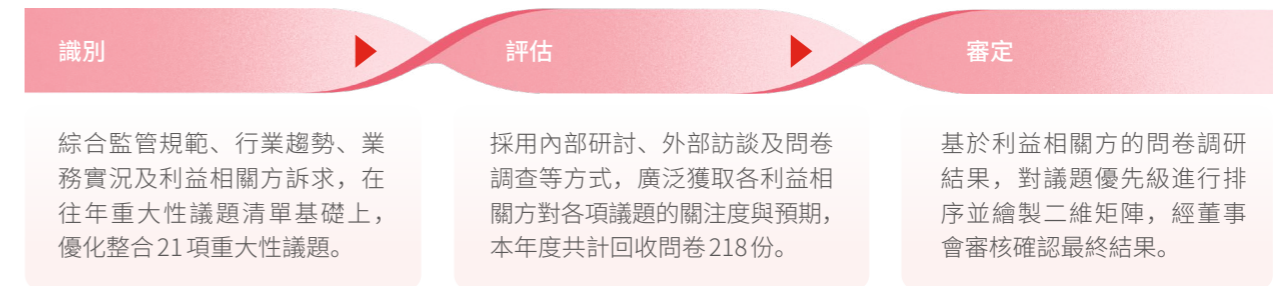 識別
綜合監管規範、行業趨勢、業
務實況及利益相關方訴求，在
往年重大性議題清單基礎上，
優化整合21項重大性議題。
評估
採用內部研討、外部訪談及問卷
調查等方式，廣泛獲取各利益相
關方對各項議題的關注度與預期，
本年度共計回收問卷218份。
審定
基於利益相關方的問卷調研
結果，對議題優先級進行排
序並繪製二維矩陣，經董事
會審核確認最終結果。